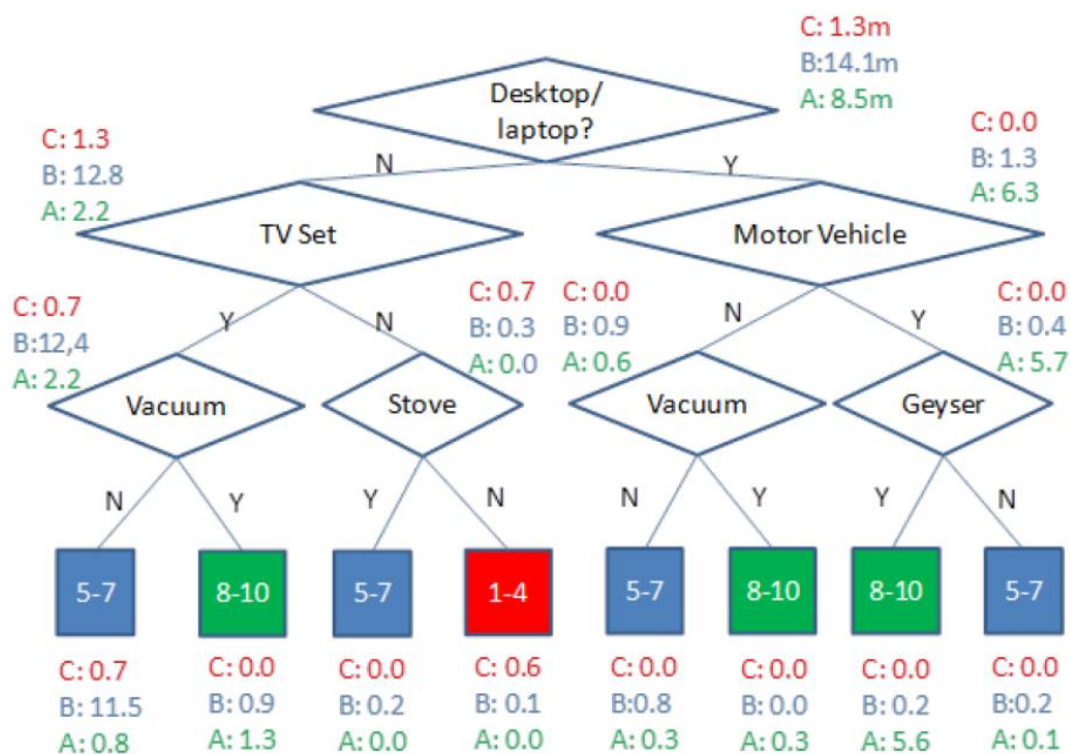 C: 1.3m
B:14.1m
A: 8.5m
Desktop/
laptop?
C: 1.3
B: 12.8
A: 2.2
N
Y
C: 0.0
B: 1.3
A: 6.3
TV Set
Motor Vehicle
C: 0.7
B:12,4
A: 2.2
Y
N
C: 0.7
B: 0.3
A: 0.0
C: 0.0
B: 0.9
A: 0.6
N
Y
C: 0.0
B: 0.4
A: 5.7
Vacuum
Stove
Vacuum
Geyser
N
Y
Y
N
N
Y
Y
N
5-7
8-10
5-7
1-4
5-7
8-10
8-10
5-7
C: 0.7
B: 11.5
A: 0.8
C: 0.0
B: 0.9
A: 1.3
C: 0.0
B: 0.2
A: 0.0
C: 0.6
B: 0.1
A: 0.0
C: 0.0
B:0.8
A: 0.3
C: 0.0
B: 0.0
A: 0.3
C: 0.0
B: 0.2
A: 5.6
C: 0.0
B:0.2
A: 0.1